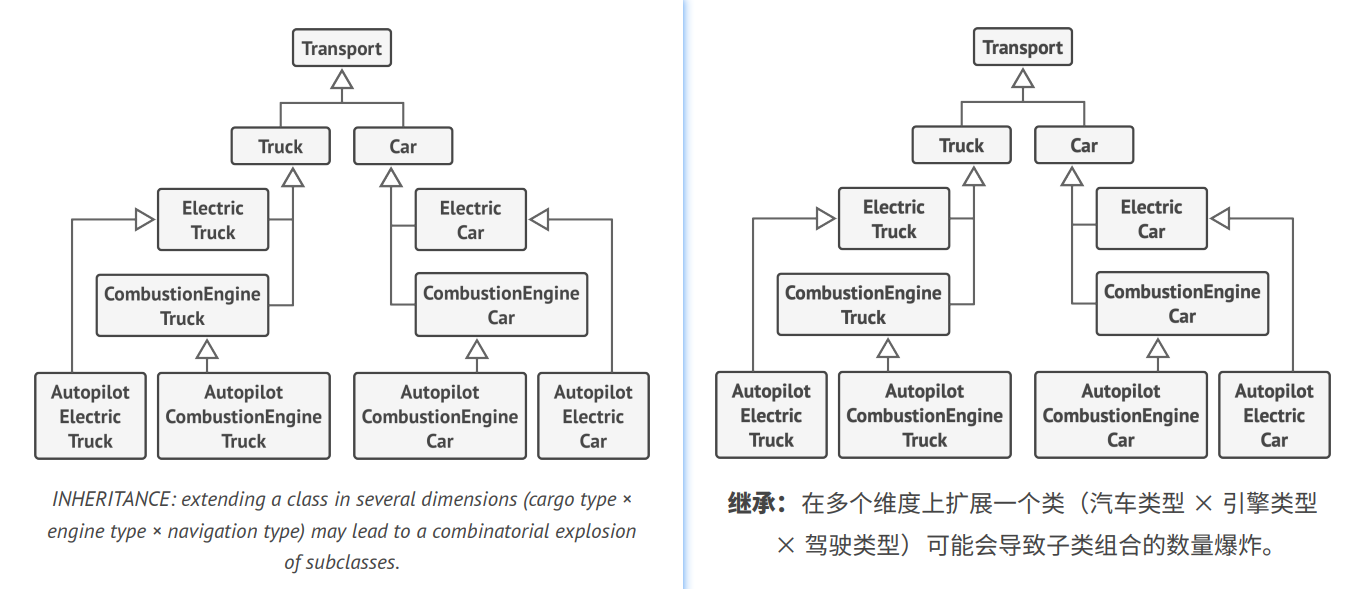 Transport
Truck
Car
Electric
Truck
Electric
Car
CombustionEngine
Truck
CombustionEngine
Car
Autopilot
Electric
Truck
Autopilot
CombustionEngine
Truck
Autopilot
CombustionEngine
Car
Autopilot
Electric
Car
INHERITANCE: extending a class in several dimensions (cargo type ×
engine type × navigation type) may lead to a combinatorial explosion
of subclasses.
Transport
Truck
Car
Electric
Truck
Electric
Car
CombustionEngine
Truck
CombustionEngine
Car
Autopilot
Electric
Truck
Autopilot
CombustionEngine
Truck
Autopilot
CombustionEngine
Car
Autopilot
Electric
Car
继承：在多个维度上扩展一个类（汽车类型 × 引擎类型
× 驾驶类型）可能会导致子类组合的数量爆炸。